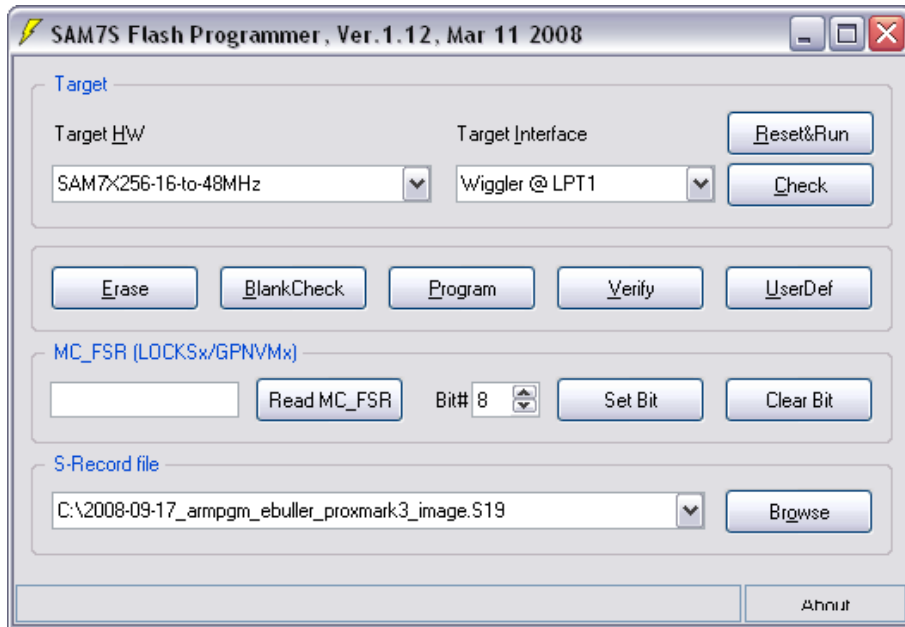 SAM7S Flash Programmer, Ver.1.12, Mar 11 2008
Target
Target HW
Target Interface
Reset&Run
SAM7X256-16-to-48MHz
Wiggler @ LPT1
Check
Erase
BlankCheck
Program
Verify
UserDef
MC_FSR (LOCKSx/GPNVMx)
Read MC_FSR
Bit# 8
Set Bit
Clear Bit
S-Record file
C:\2008-09-17_armpgm_ebuller_proxmark3_image.S19
Browse
About